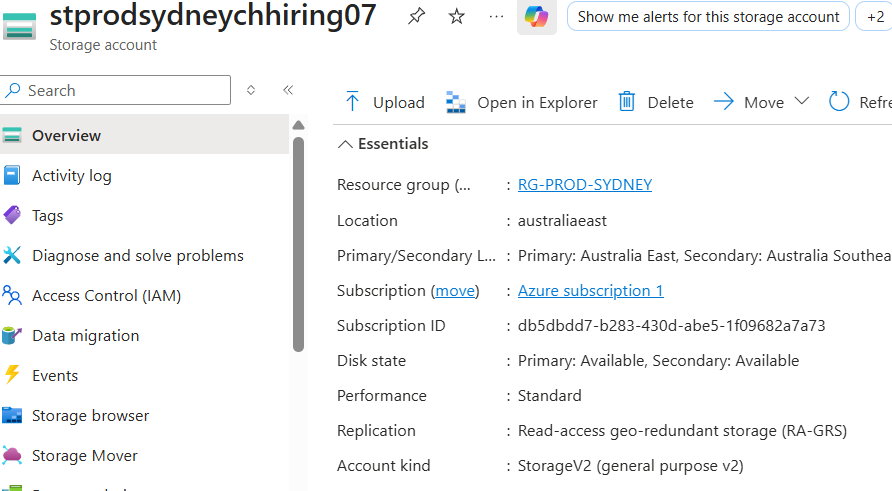 stprodsydneychhiring07
Storage account
Show me alerts for this storage account
+2
Search
Overview
Activity log
Tags
Diagnose and solve problems
Access Control (IAM)
Data migration
Events
Storage browser
Storage Mover
Upload
Open in Explorer
Delete
Move
Refre
Essentials
Resource group (... : RG-PROD-SYDNEY
Location : australiaeast
Primary/Secondary L... : Primary: Australia East, Secondary: Australia Southea
Subscription (move) : Azure subscription 1
Subscription ID : db5dbdd7-b283-430d-abe5-1f09682a7a73
Disk state : Primary: Available, Secondary: Available
Performance : Standard
Replication : Read-access geo-redundant storage (RA-GRS)
Account kind : StorageV2 (general purpose v2)